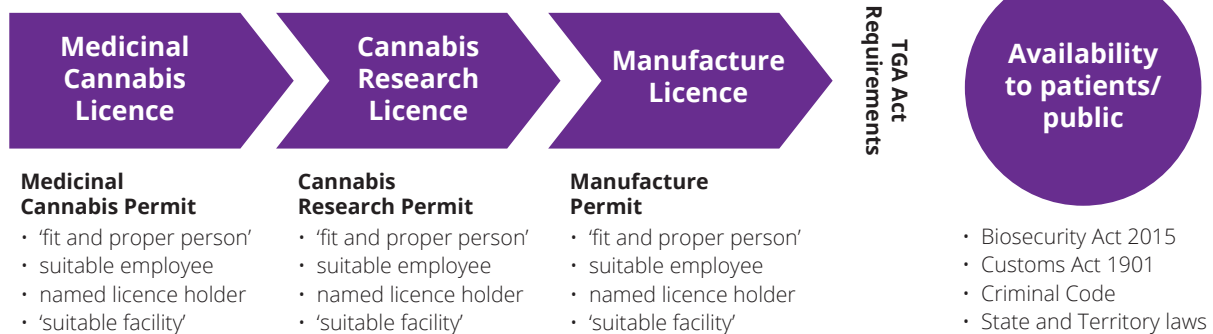 Medicinal
Cannabis
Licence
Cannabis
Research
Licence
Manufacture
Licence
TGA Act
Requirements
Availability
to patients/
public
Medicinal
Cannabis Permit
• ‘fit and proper person’
• suitable employee
• named licence holder
• ‘suitable facility’
Cannabis
Research Permit
• ‘fit and proper person’
• suitable employee
• named licence holder
• ‘suitable facility’
Manufacture
Permit
• ‘fit and proper person’
• suitable employee
• named licence holder
• ‘suitable facility’
• Biosecurity Act 2015
• Customs Act 1901
• Criminal Code
• State and Territory laws